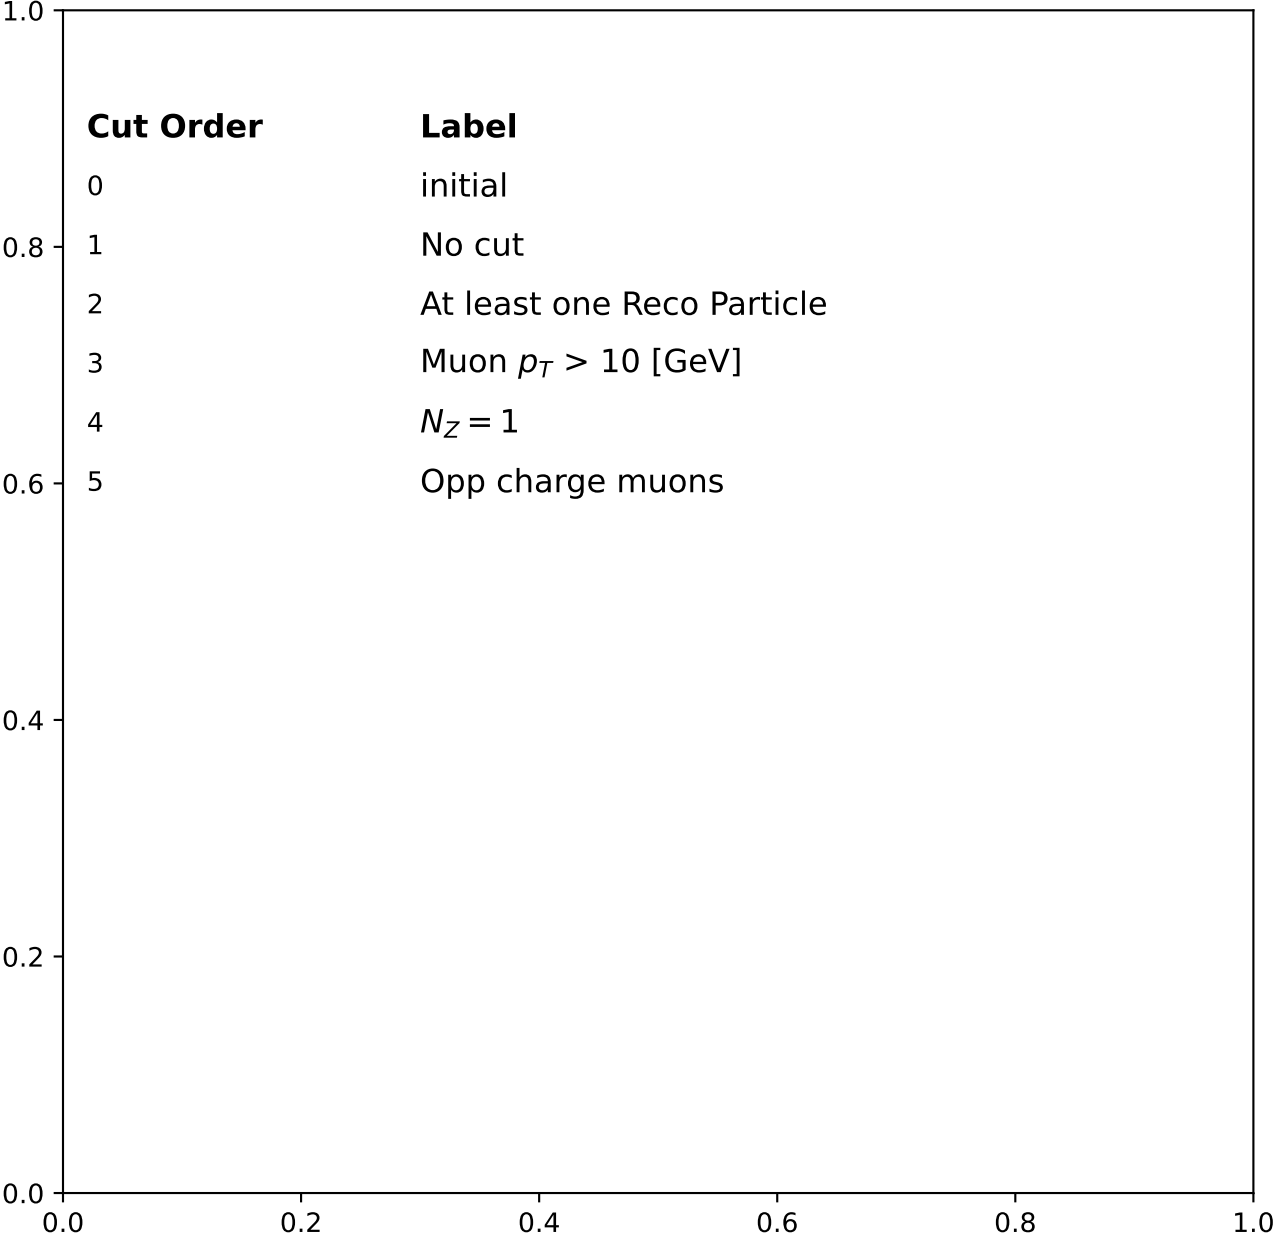 1.0
Cut Order Label
0 initial
0.8 1 No cut
2 At least one Reco Particle
3 Muon $p_T$ > 10 [GeV]
4 $N_Z = 1$
0.6 5 Opp charge muons
0.4
0.2
0.0
0.0 0.2 0.4 0.6 0.8 1.0